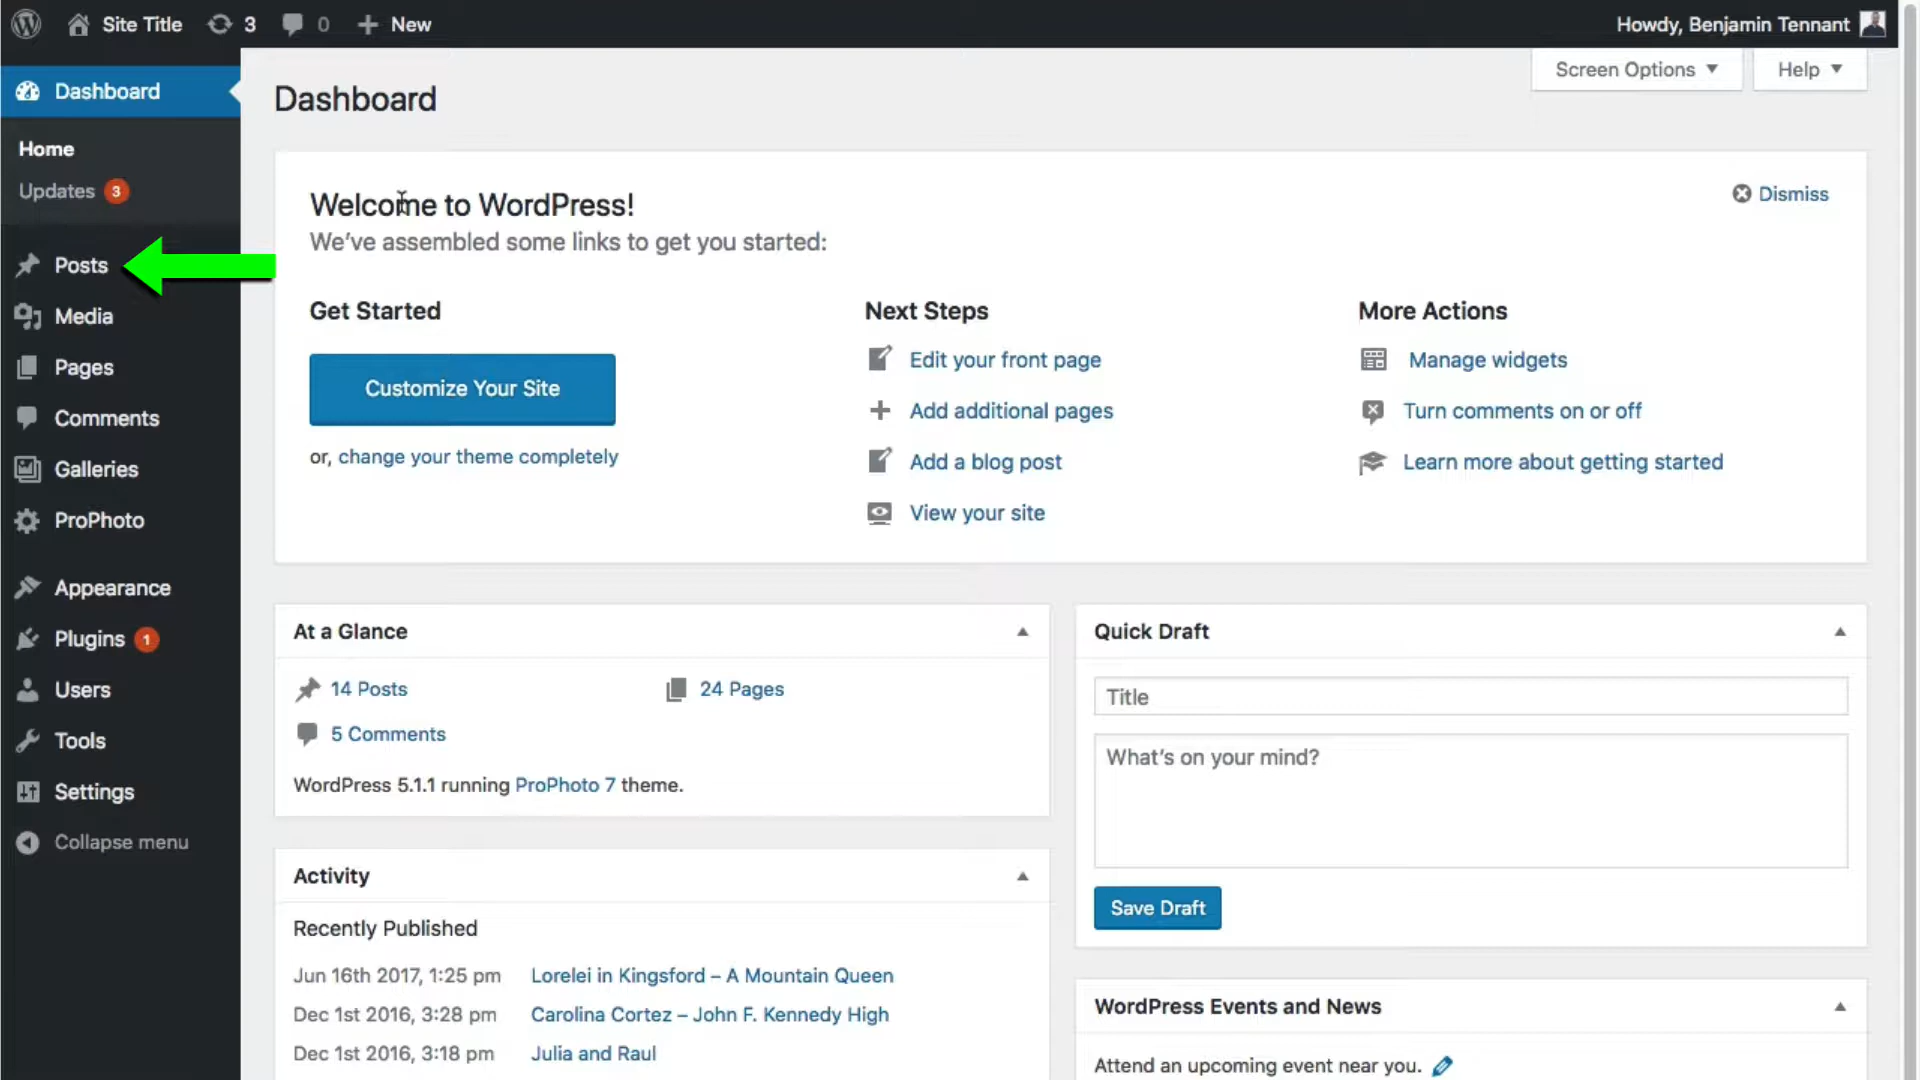 Site Title 3 0 New Howdy, Benjamin Tennant
Dashboard
Home
Updates 3
Posts
Media
Pages
Comments
Galleries
ProPhoto
Appearance
Plugins 1
Users
Tools
Settings
Collapse menu
Screen Options Help
Dashboard
Welcome to WordPress!
Dismiss
We've assembled some links to get you started:
Get Started
Customize Your Site
or, change your theme completely
Next Steps
Edit your front page
Add additional pages
Add a blog post
View your site
More Actions
Manage widgets
Turn comments on or off
Learn more about getting started
At a Glance
14 Posts 24 Pages
5 Comments
WordPress 5.1.1 running ProPhoto 7 theme.
Activity
Recently Published
Jun 16th 2017, 1:25 pm Lorelei in Kingsford – A Mountain Queen
Dec 1st 2016, 3:28 pm Carolina Cortez – John F. Kennedy High
Dec 1st 2016, 3:18 pm Julia and Raul
Quick Draft
Title
What's on your mind?
Save Draft
WordPress Events and News
Attend an upcoming event near you.